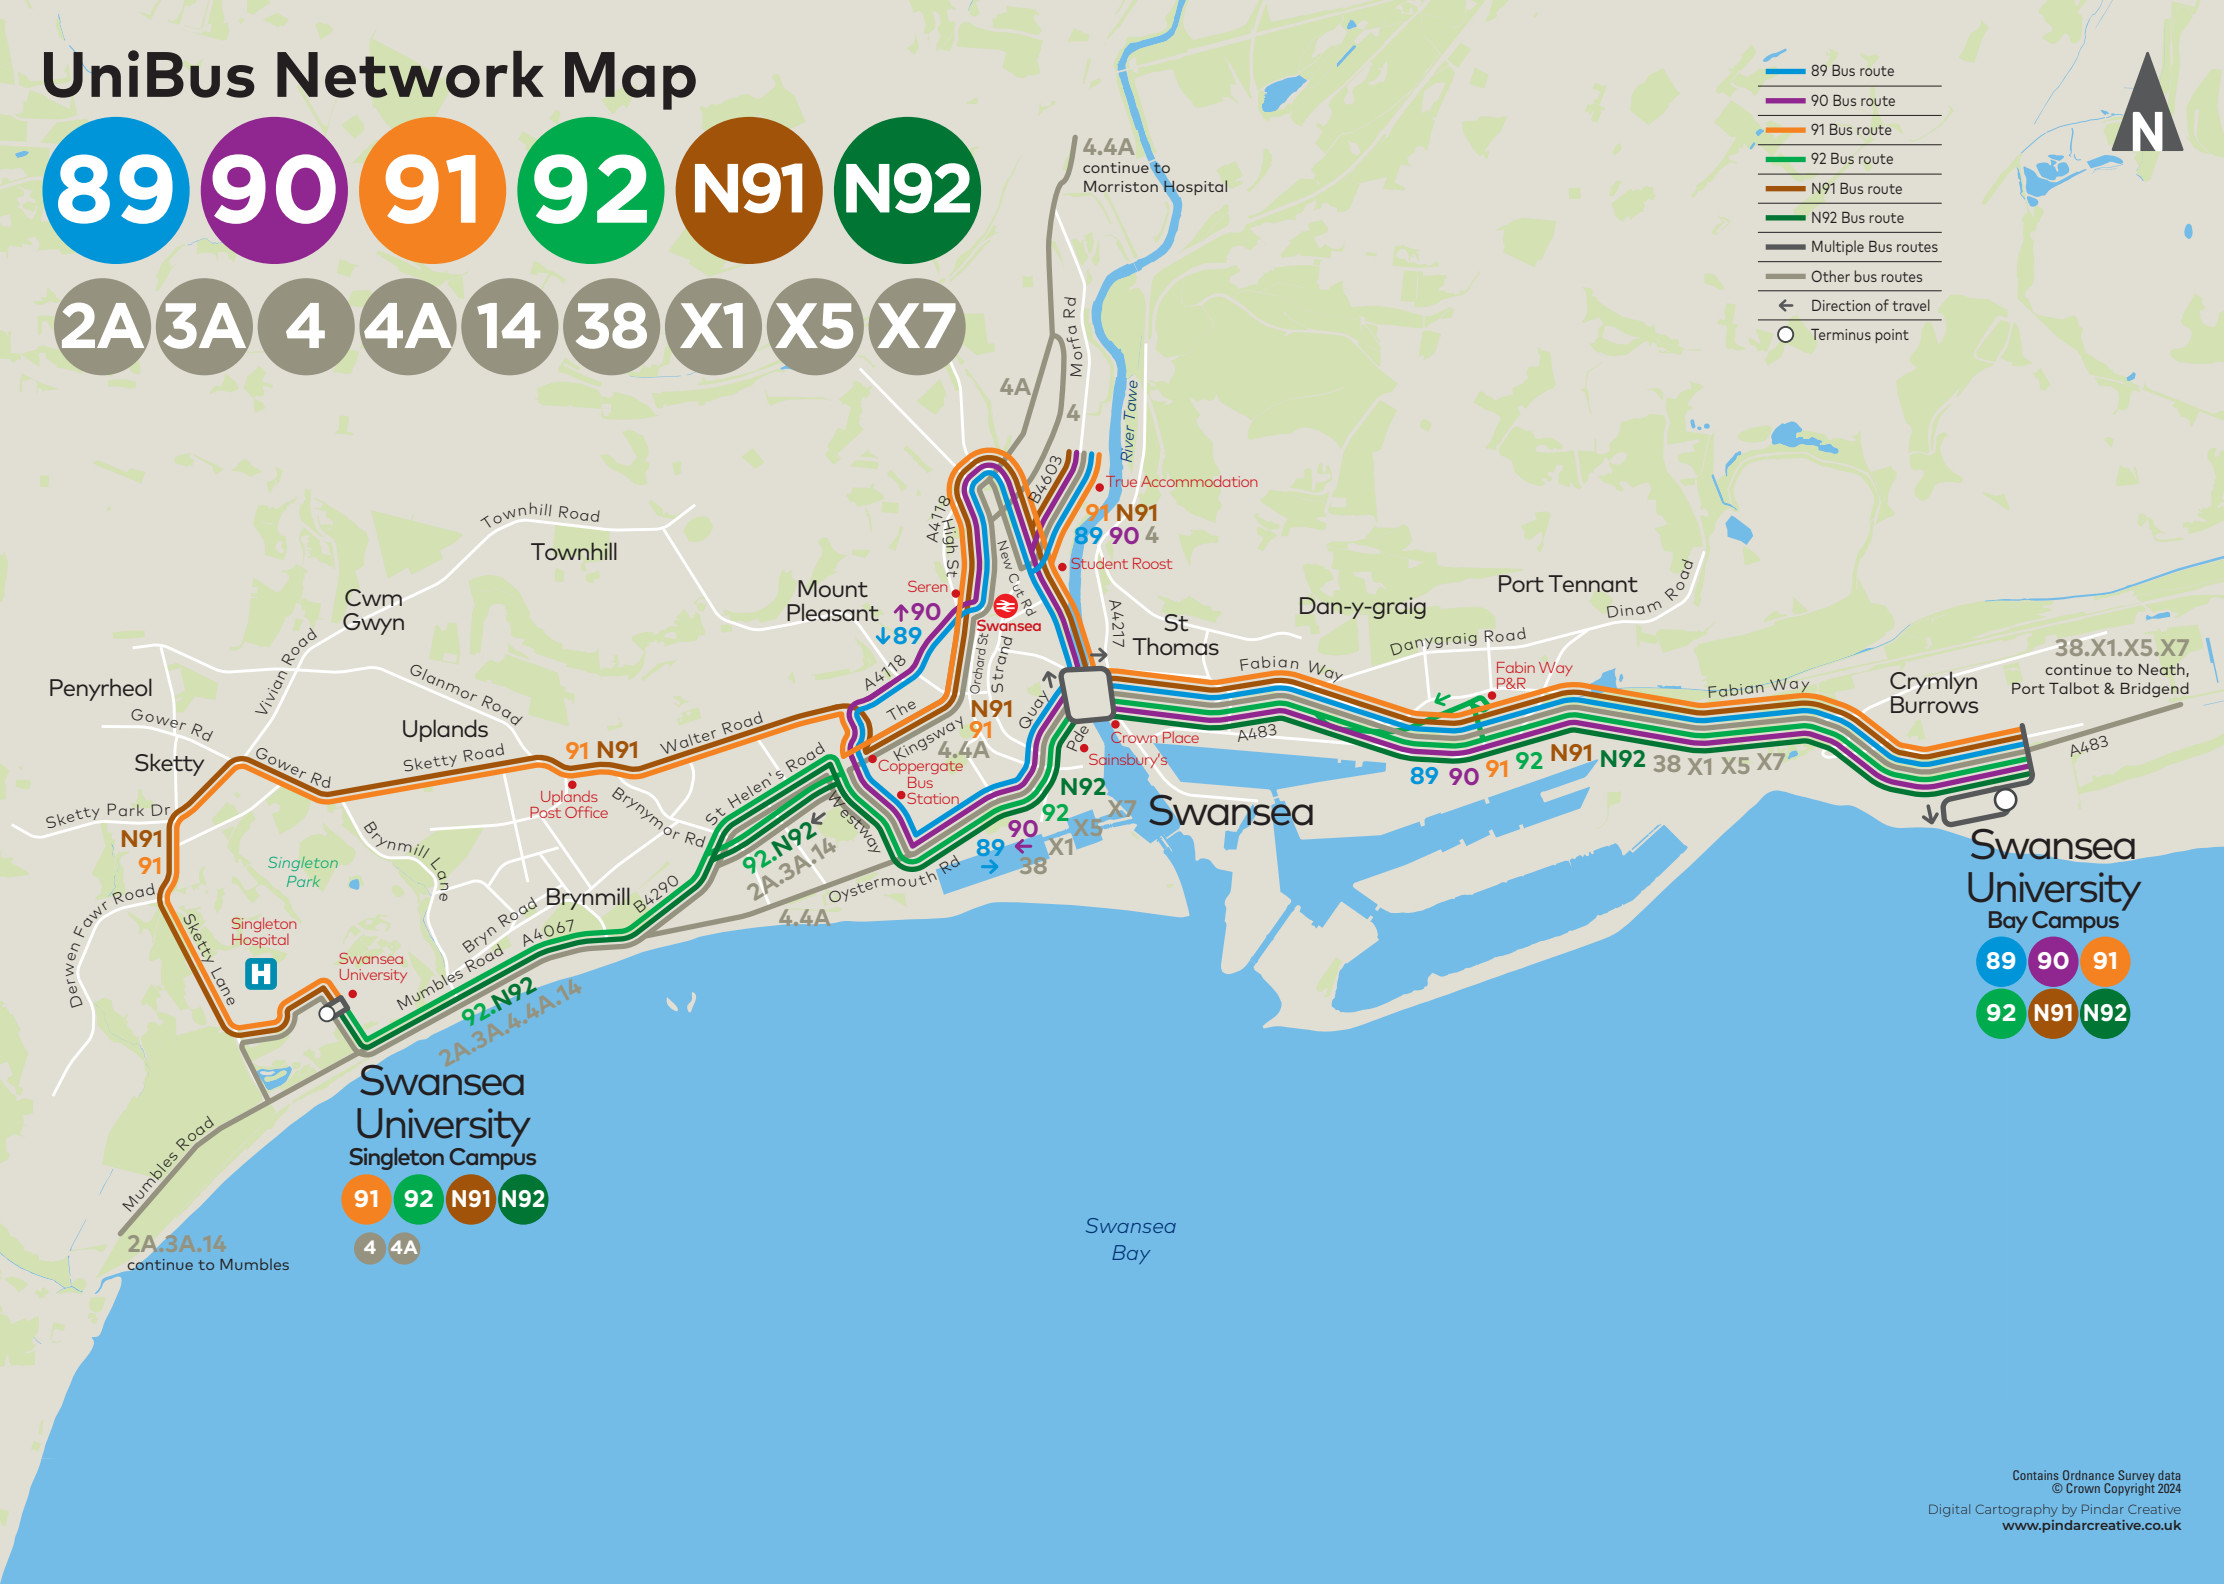 UniBus Network Map
89 90 91 92 N91 N92
2A 3A 4 4A 14 38 X1 X5 X7
89 Bus route
90 Bus route
91 Bus route
92 Bus route
N91 Bus route
N92 Bus route
Multiple Bus routes
Other bus routes
Direction of travel
Terminus point
N
4.4A
continue to
Morriston Hospital
Morfa Rd
4A
4
River Tawe
B4603
True Accommodation
91 N91
89 90 4
Student Roost
A4118
High St
New Cut Rd
Seren
Swansea
Orchard St
Strand
A4217
Townhill Road
Townhill
Mount
Pleasant
↑90
↓89
A4118
Cwm
Gwyn
Vivian Road
Glanmor Road
Penyrheol
Gower Rd
Uplands
Sketty
Gower Rd
Sketty Road
91 N91
Walter Road
Uplands
Post Office
The
Kingsway
N91
91
4.4A
Quay
Pde
Coppergate
Bus
Station
St Helen's Road
Westway
Brynymor Rd
Sketty Park Dr
N91
91
Singleton
Park
Brynmill Lane
Derwen Fawr Road
Sketty Lane
Singleton
Hospital
H
Swansea
University
Brynmill
Bryn Road
A4067
B4290
Mumbles Road
92.N92
2A.3A.14
Oystermouth Rd
4.4A
92.N92
2A.3A.4.4A.14
89
→
90
←
92
N92
38
X1
X5
X7
Crown Place
Sainsbury's
Swansea
St
Thomas
Dan-y-graig
Port Tennant
Danygraig Road
Dinam Road
Fabian Way
A483
Fabin Way
P&R
89 90 91 92 N91 N92 38 X1 X5 X7
Fabian Way
Crymlyn
Burrows
38.X1.X5.X7
continue to Neath,
Port Talbot & Bridgend
A483
Swansea
University
Bay Campus
89 90 91
92 N91 N92
Swansea
University
Singleton Campus
91 92 N91 N92
4 4A
Mumbles Road
2A.3A.14
continue to Mumbles
Swansea
Bay
Contains Ordnance Survey data
© Crown Copyright 2024
Digital Cartography by Pindar Creative
www.pindarcreative.co.uk